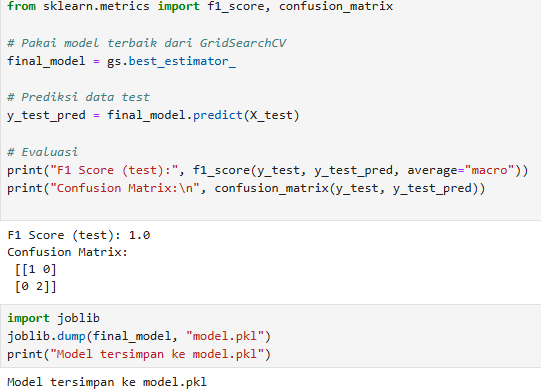 from sklearn.metrics import f1_score, confusion_matrix
# Pakai model terbaik dari GridSearchCV
final_model = gs.best_estimator_
# Prediksi data test
y_test_pred = final_model.predict(X_test)
# Evaluasi
print("F1 Score (test):", f1_score(y_test, y_test_pred, average="macro"))
print("Confusion Matrix:\n", confusion_matrix(y_test, y_test_pred))
F1 Score (test): 1.0
Confusion Matrix:
 [[1 0]
 [0 2]]
import joblib
joblib.dump(final_model, "model.pkl")
print("Model tersimpan ke model.pkl")
Model tersimpan ke model.pkl